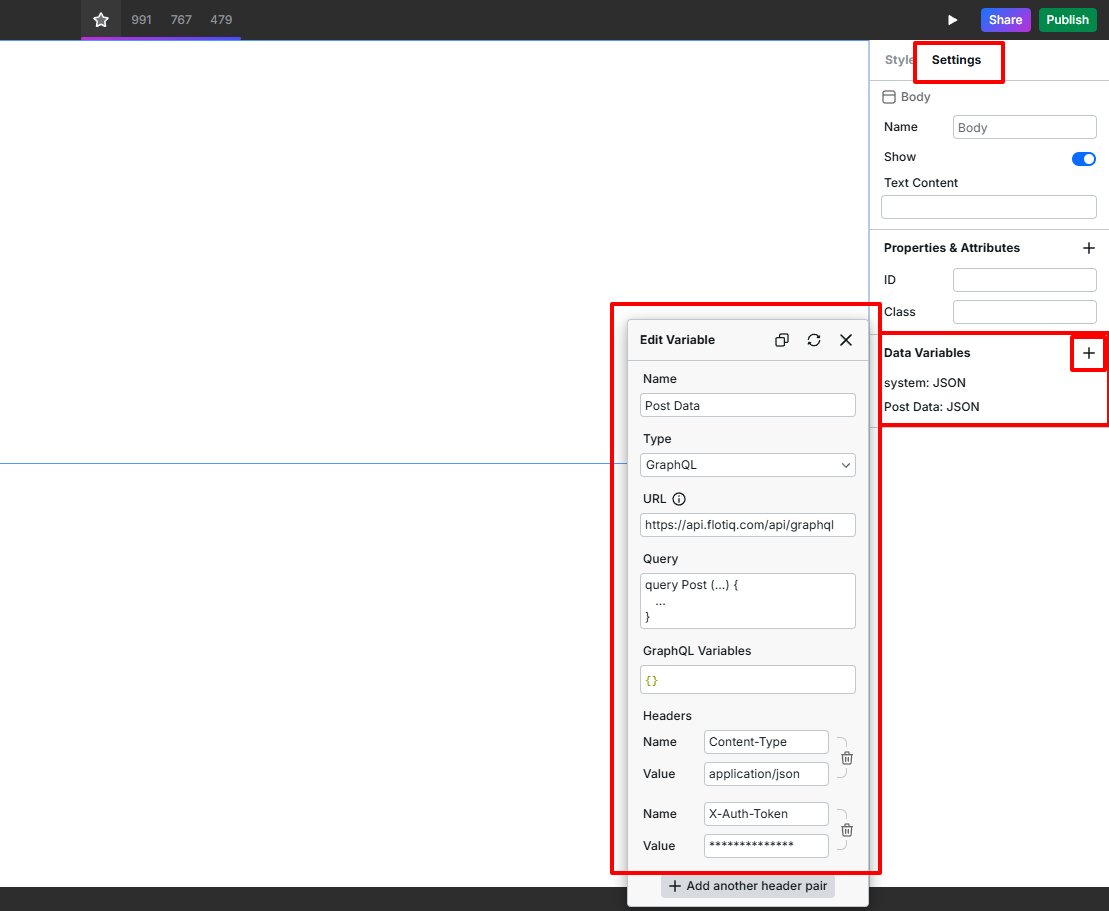 991 767 479 Share Publish
Style Settings
Body
Name Body
Show
Text Content
Properties & Attributes
ID
Class
Data Variables
system: JSON
Post Data: JSON
Edit Variable
Name
Post Data
Type
GraphQL
URL
https://api.flotiq.com/api/graphql
Query
query Post (...) {
...
}
GraphQL Variables
{}
Headers
Name Content-Type
Value application/json
Name X-Auth-Token
Value **************
Add another header pair